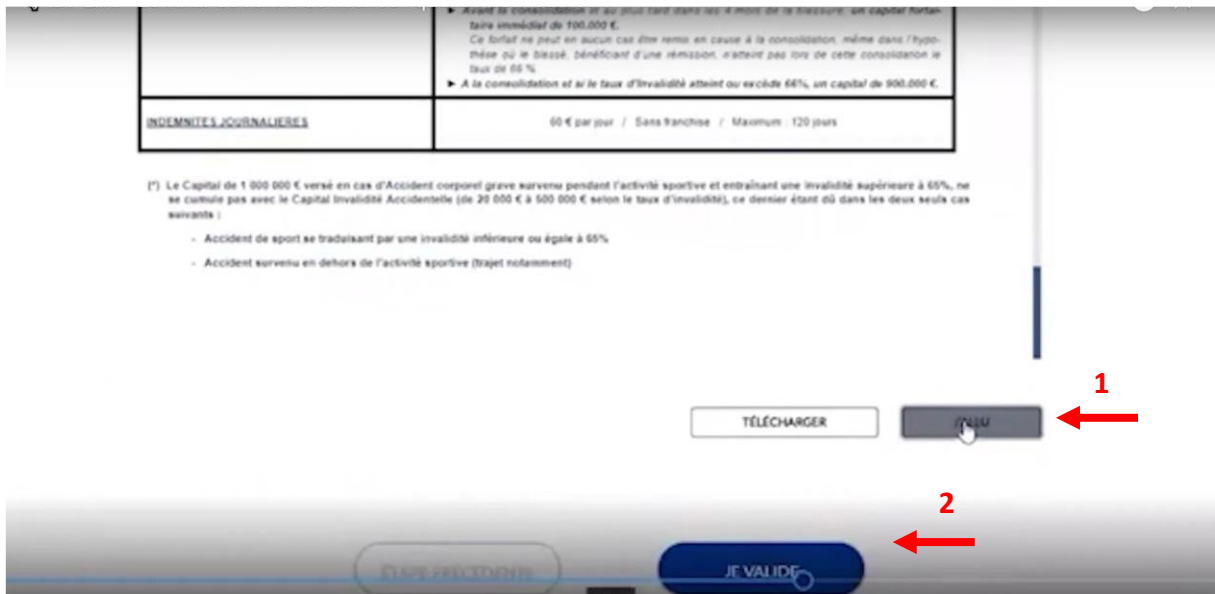 ► Avant la consolidation et au plus tard dans les 4 mois de la blessure, un capital forfai-
taire immédiat de 100.000 €.
Ce forfait ne peut en aucun cas être remis en cause à la consolidation, même dans l'hypo-
thèse où le blessé, bénéficiant d'une rémission, n'atteint pas lors de cette consolidation le
taux de 66 %.
► A la consolidation et si le taux d'Invalidité atteint ou excède 66%, un capital de 900.000 €.
INDEMNITES JOURNALIERES
60 € par jour / Sans franchise / Maximum : 120 jours
(*) Le Capital de 1 000 000 € versé en cas d'Accident corporel grave survenu pendant l'activité sportive et entraînant une invalidité supérieure à 65%, ne
se cumule pas avec le Capital Invalidité Accidentelle (de 20 000 € à 500 000 € selon le taux d'invalidité), ce dernier étant dû dans les deux seuls cas
suivants :
- Accident de sport se traduisant par une invalidité inférieure ou égale à 65%
- Accident survenu en dehors de l'activité sportive (trajet notamment)
1
TÉLÉCHARGER
J'AI LU
2
ÉTAPE PRÉCÉDENTE
JE VALIDE